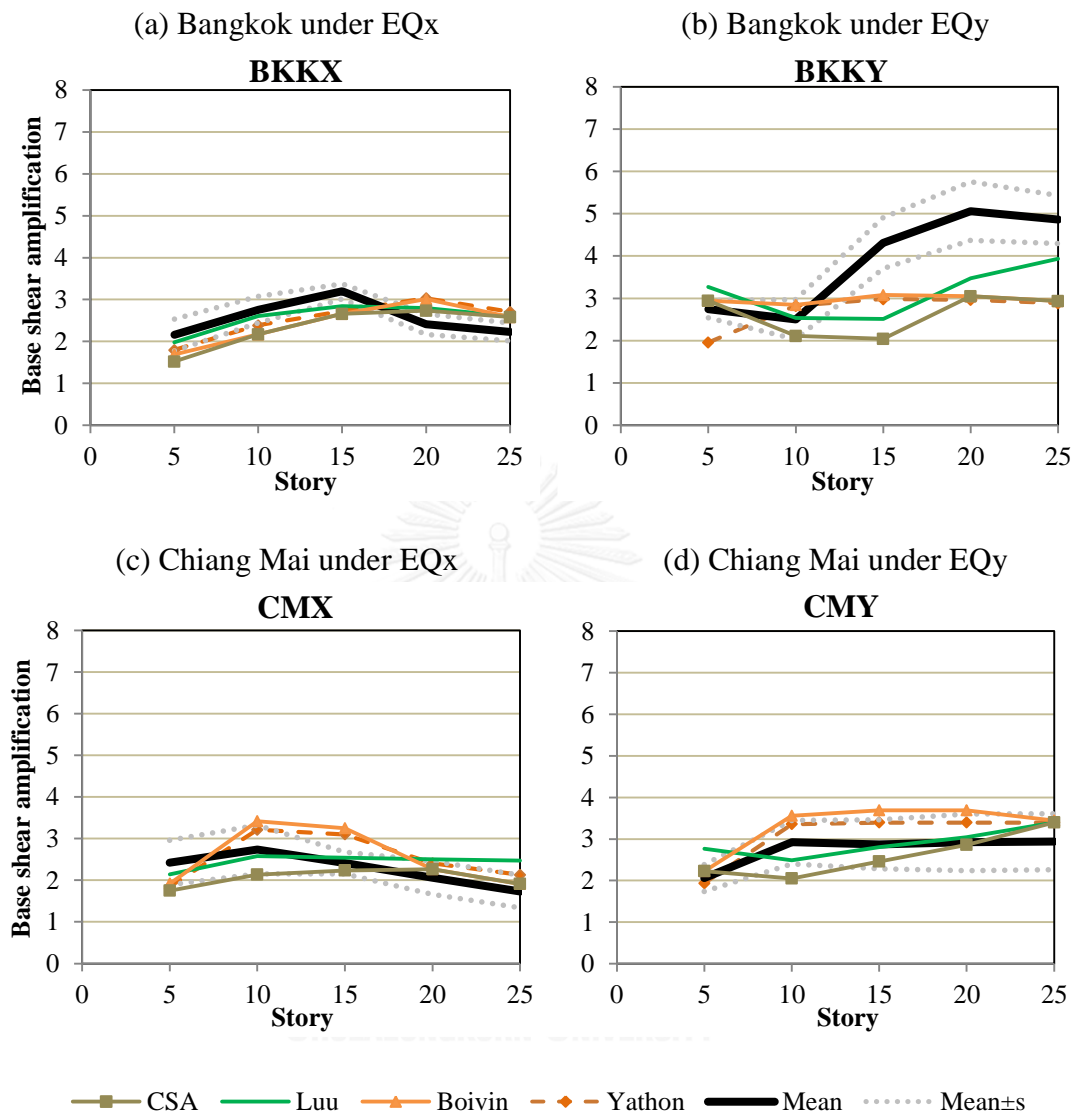 (a) Bangkok under EQx
(b) Bangkok under EQy
BKKX
BKKY
Base shear amplification
8
7
6
5
4
3
2
1
0
0 5 10 15 20 25
Story
8
7
6
5
4
3
2
1
0
0 5 10 15 20 25
Story
(c) Chiang Mai under EQx
(d) Chiang Mai under EQy
CMX
CMY
Base shear amplification
8
7
6
5
4
3
2
1
0
0 5 10 15 20 25
Story
8
7
6
5
4
3
2
1
0
0 5 10 15 20 25
Story
CSA Luu Boivin Yathon Mean Mean±s